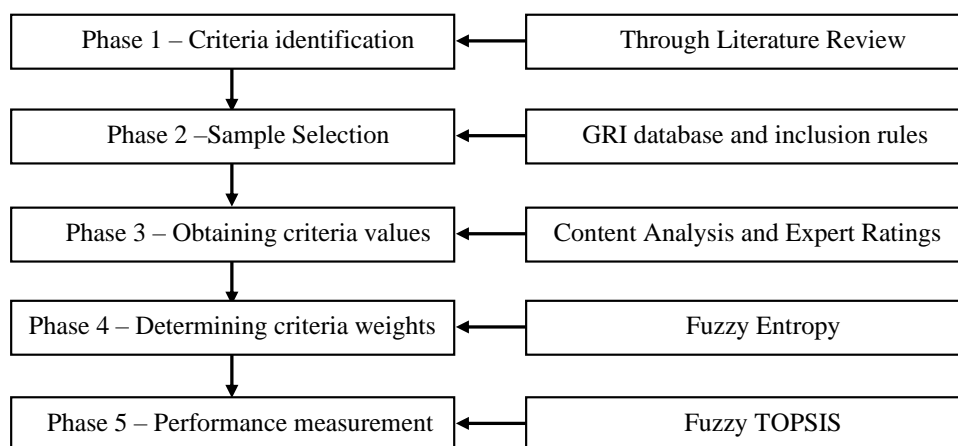 Phase 1 – Criteria identification
Through Literature Review
Phase 2 –Sample Selection
GRI database and inclusion rules
Phase 3 – Obtaining criteria values
Content Analysis and Expert Ratings
Phase 4 – Determining criteria weights
Fuzzy Entropy
Phase 5 – Performance measurement
Fuzzy TOPSIS